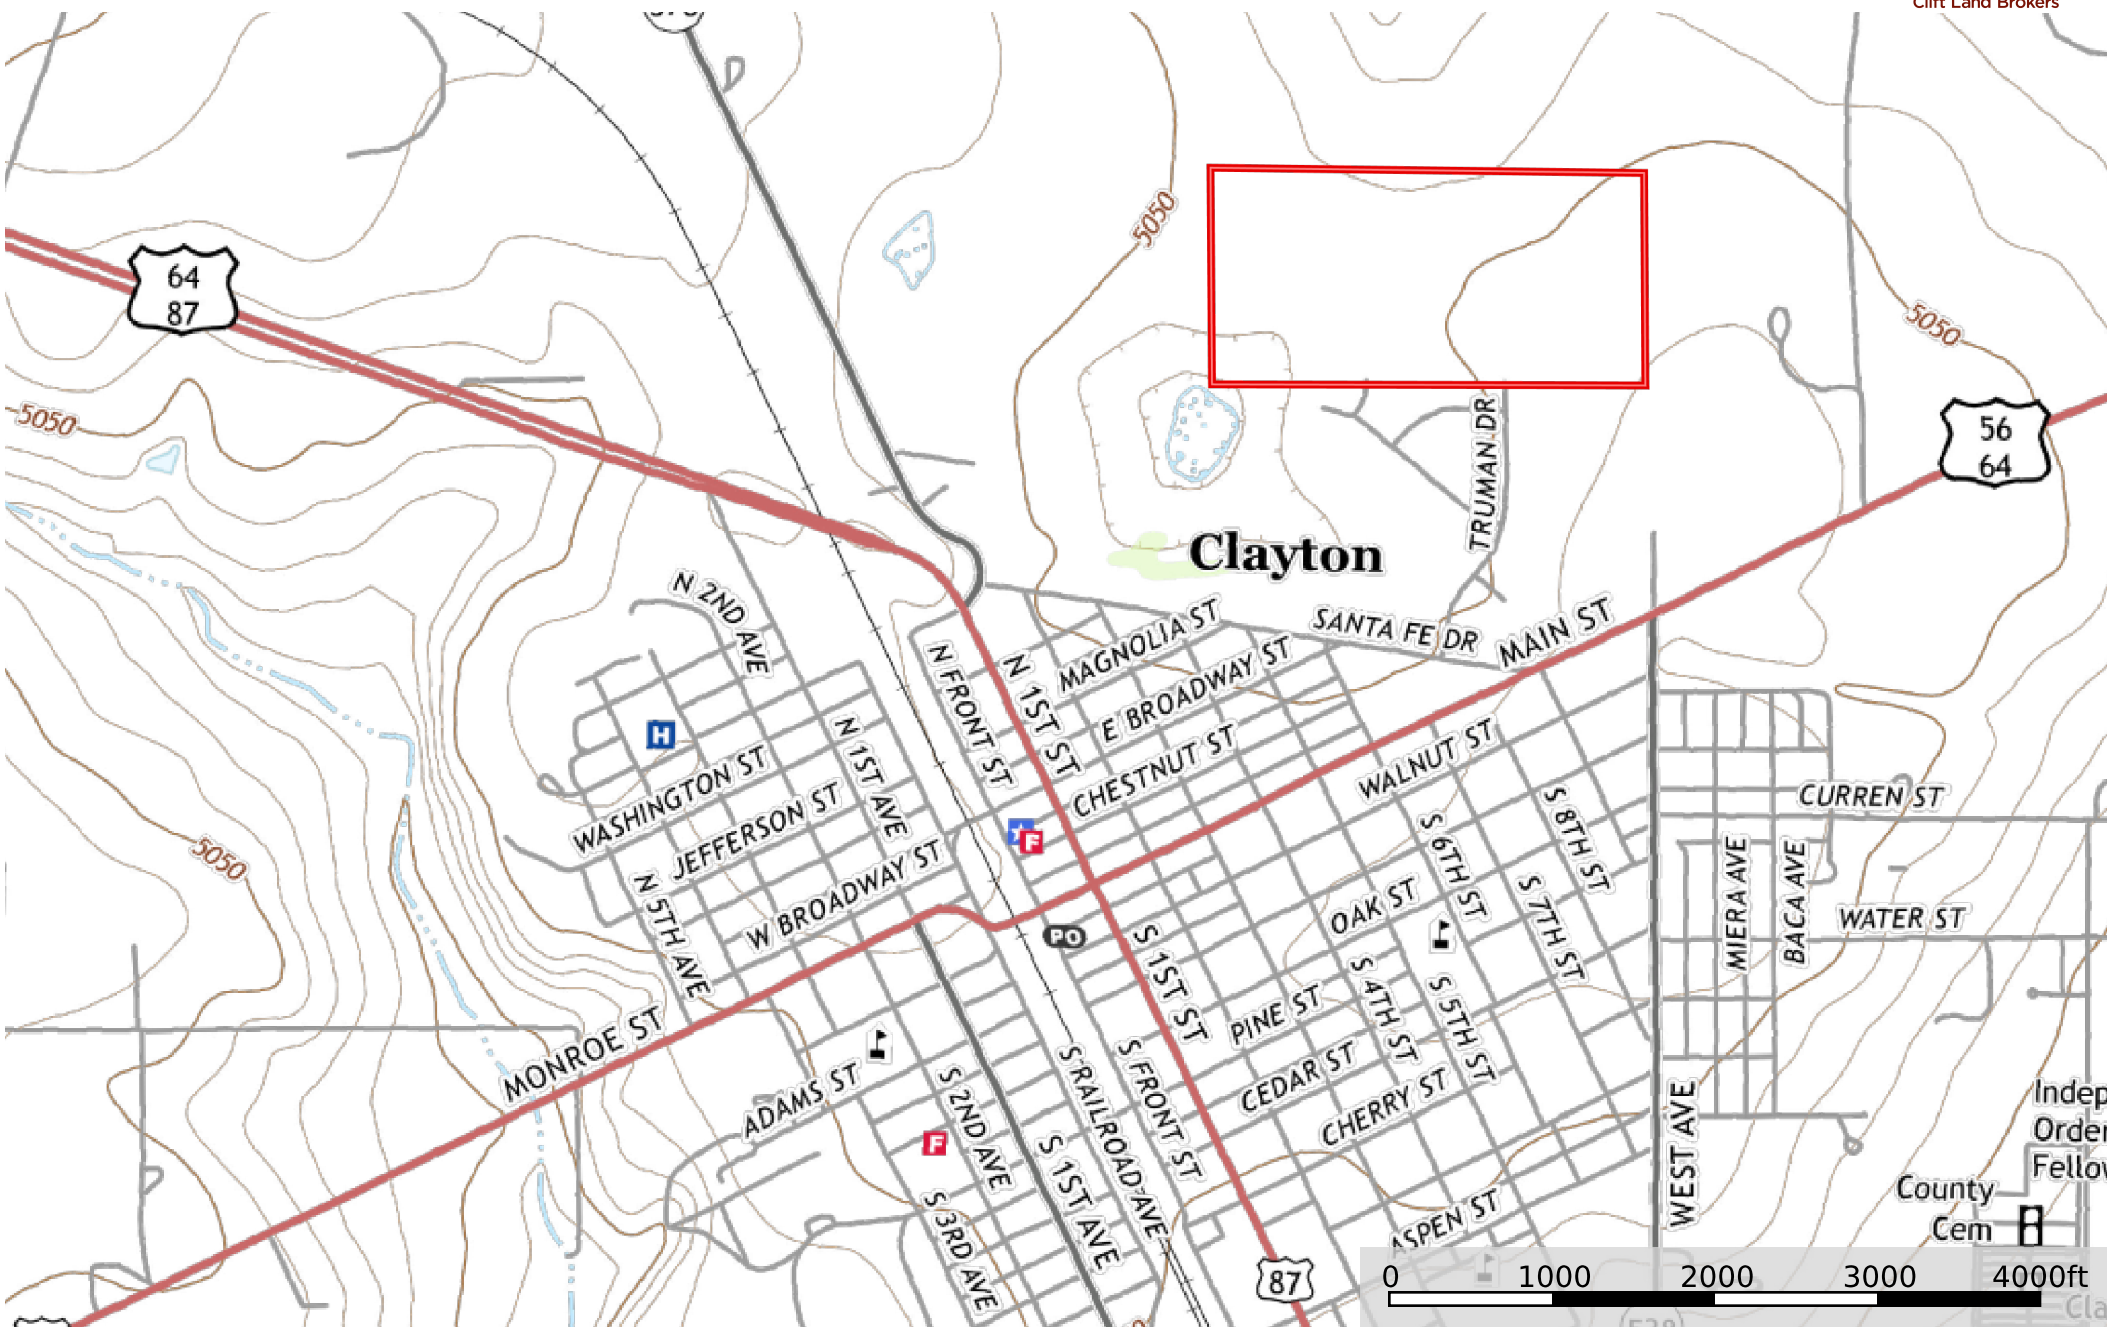 Clift Land Brokers
64
87
5050
5050
5050
56
64
5050
5050
Clayton
TRUMAN DR
N 2ND AVE
MAGNOLIA ST
SANTA FE DR
MAIN ST
N FRONT ST
N 1ST ST
E BROADWAY ST
H
N 1ST AVE
WASHINGTON ST
CHESTNUT ST
WALNUT ST
JEFFERSON ST
CURREN ST
S 8TH ST
F
S 6TH ST
W BROADWAY ST
MIERA AVE
BACA AVE
N 5TH AVE
OAK ST
S 7TH ST
WATER ST
PO
S 1ST ST
S 4TH ST
S 5TH ST
PINE ST
MONROE ST
ADAMS ST
S 2ND AVE
S RAILROAD AVE
S FRONT ST
CEDAR ST
CHERRY ST
WEST AVE
Indep
Order
Fellow
F
S 1ST AVE
S 3RD AVE
ASPEN ST
County
Cem
87
0 1000 2000 3000 4000ft
Cla